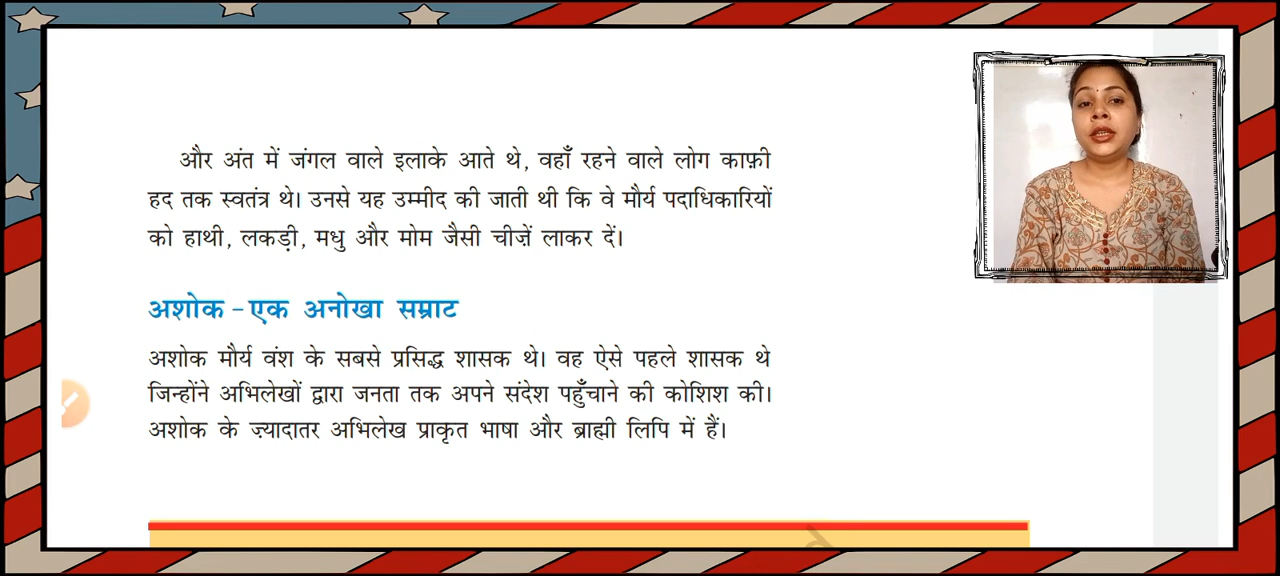 और अंत में जंगल वाले इलाके आते थे, वहाँ रहने वाले लोग काफ़ी
हद तक स्वतंत्र थे। उनसे यह उम्मीद की जाती थी कि वे मौर्य पदाधिकारियों
को हाथी, लकड़ी, मधु और मोम जैसी चीज़ें लाकर दें।
अशोक – एक अनोखा सम्राट
अशोक मौर्य वंश के सबसे प्रसिद्ध शासक थे। वह ऐसे पहले शासक थे
जिन्होंने अभिलेखों द्वारा जनता तक अपने संदेश पहुँचाने की कोशिश की।
अशोक के ज़्यादातर अभिलेख प्राकृत भाषा और ब्राह्मी लिपि में हैं।